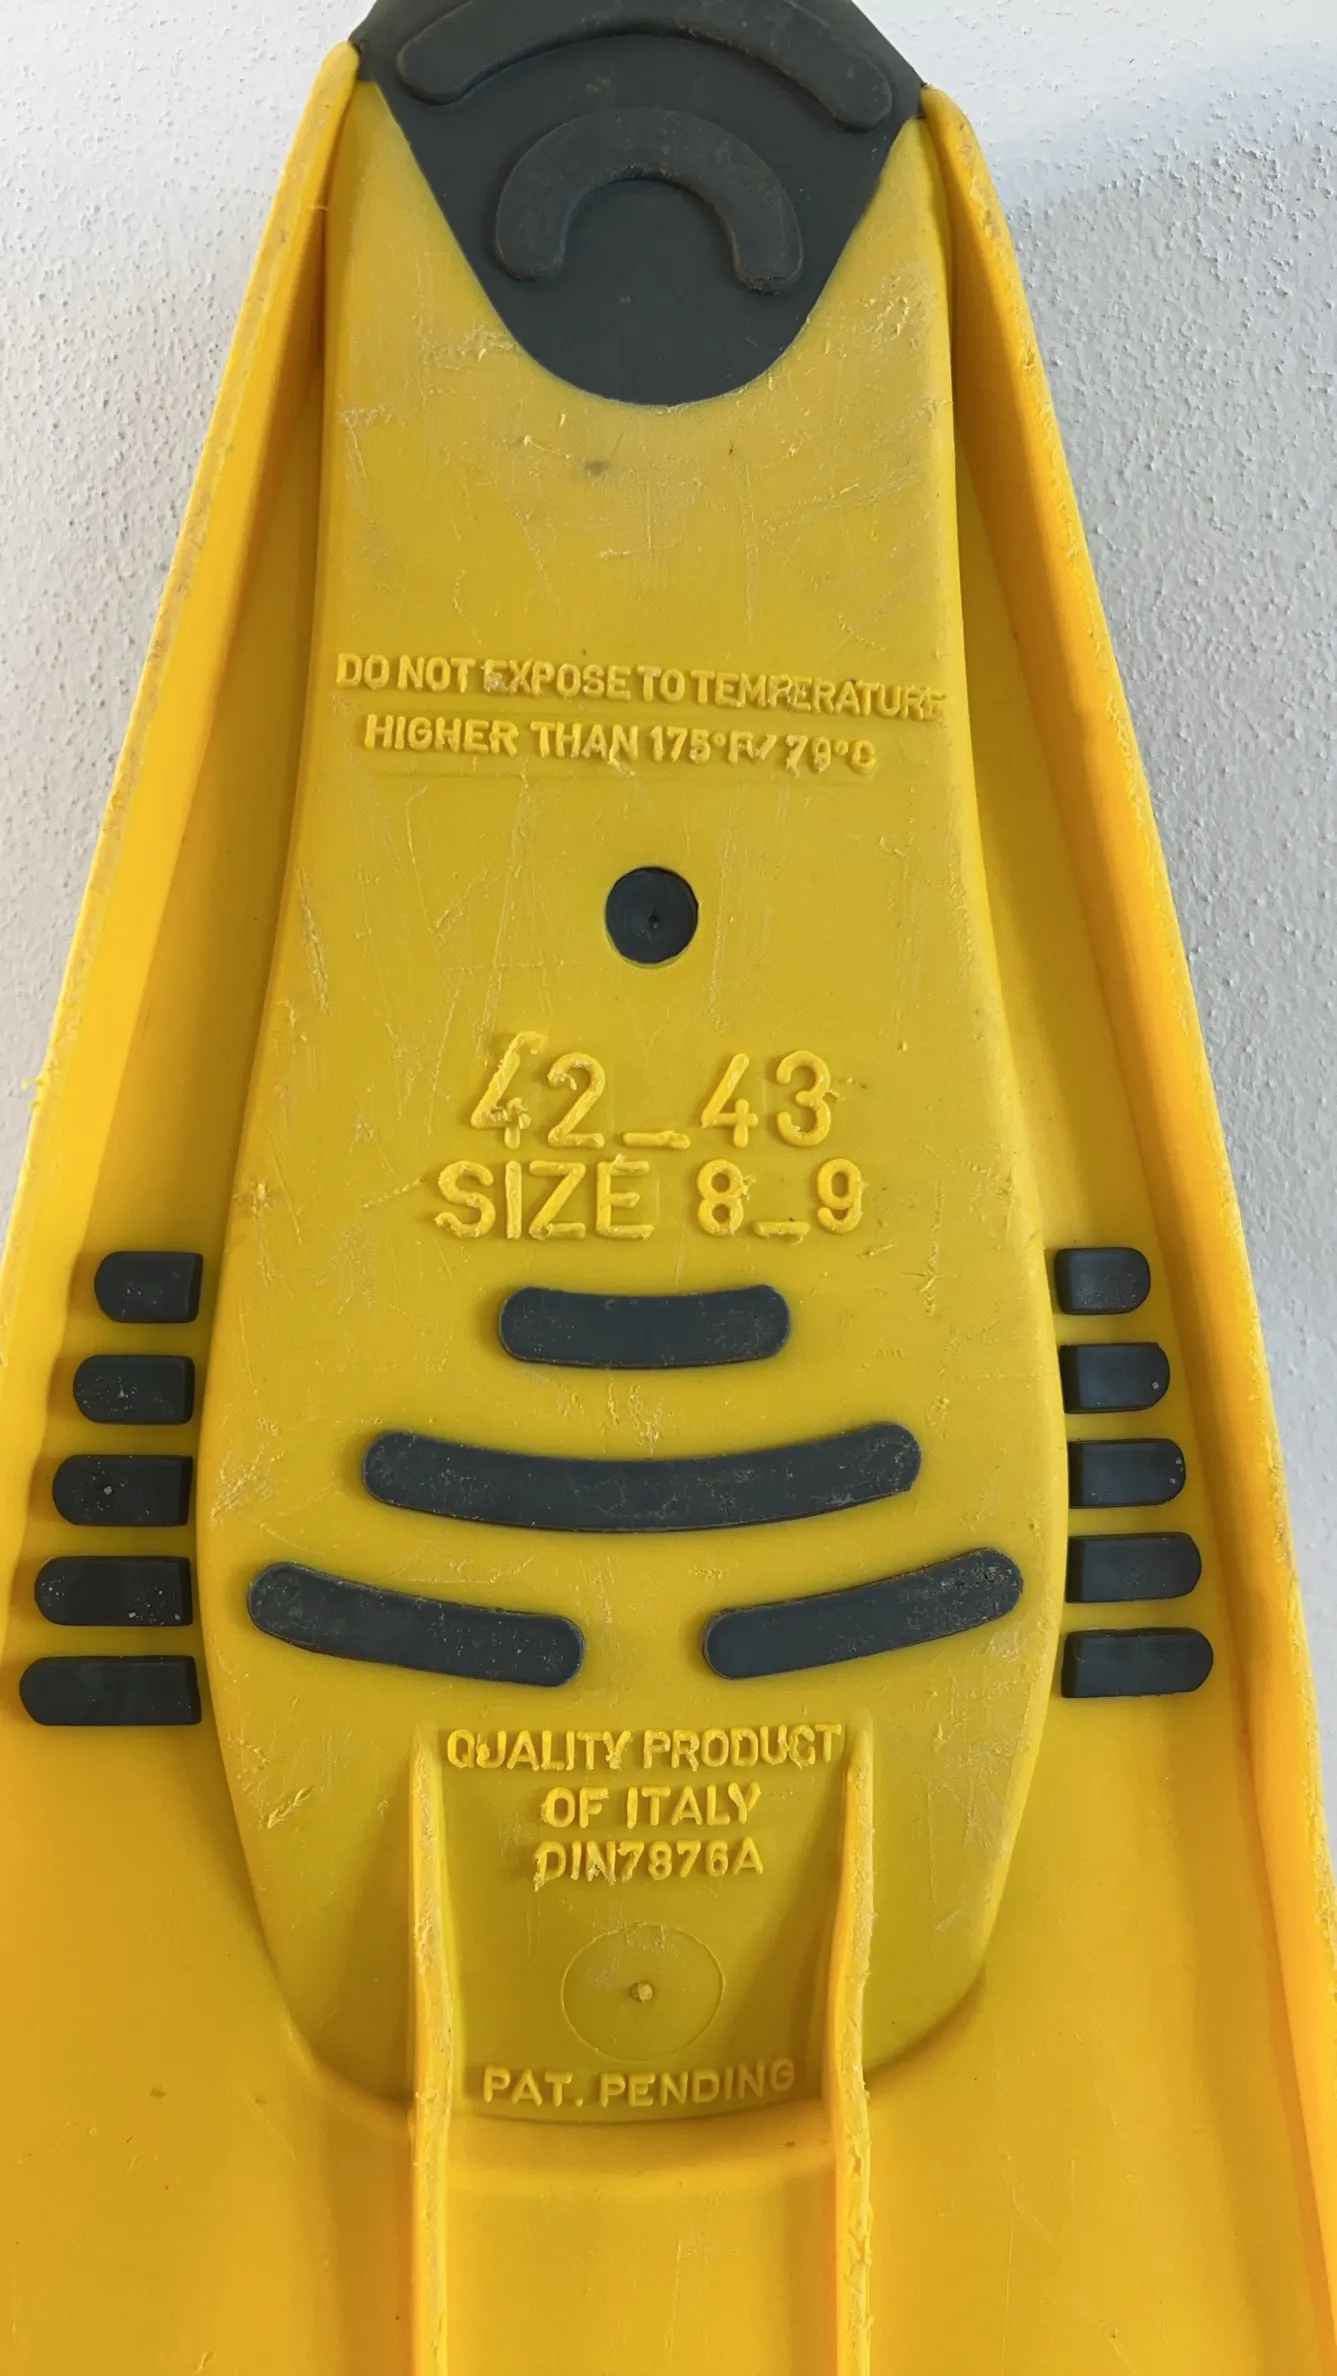 DO NOT EXPOSE TO TEMPERATURE
HIGHER THAN 175°F/79°C
42_43
SIZE 8_9
QUALITY PRODUCT
OF ITALY
DIN7876A
PAT. PENDING